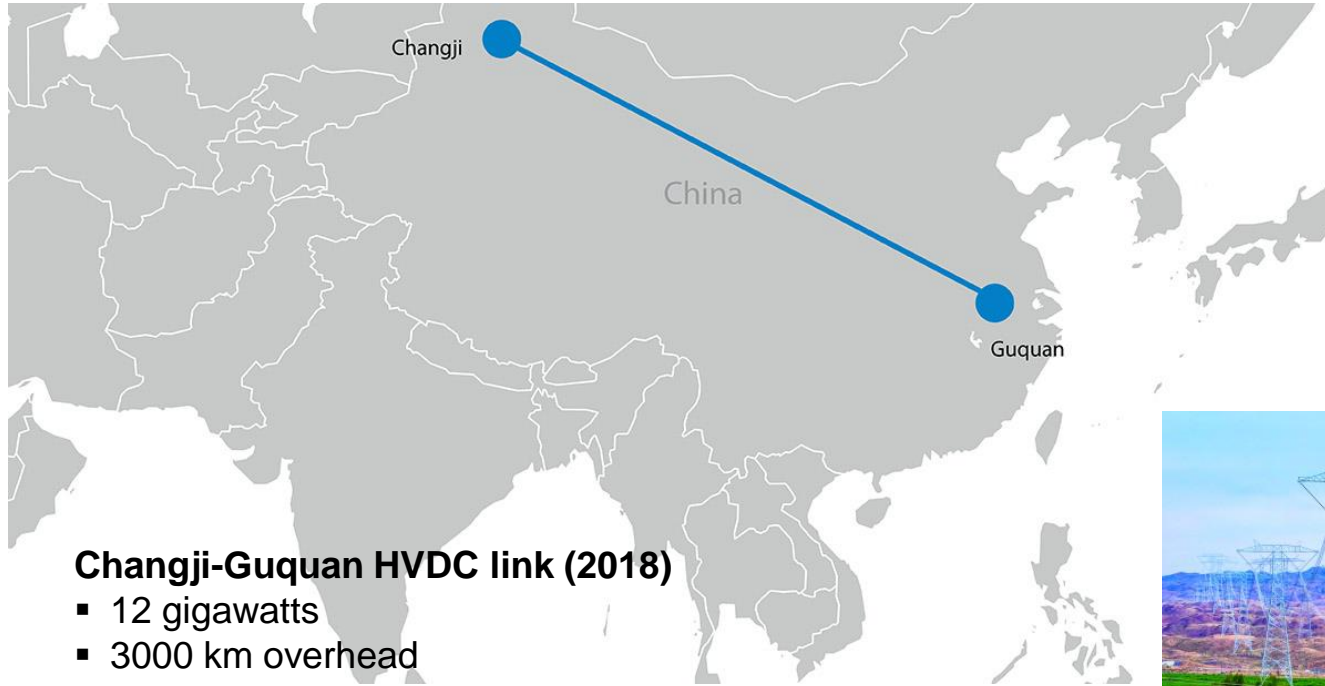 Changji
China
Guquan
Changji-Guquan HVDC link (2018)
▪ 12 gigawatts
▪ 3000 km overhead